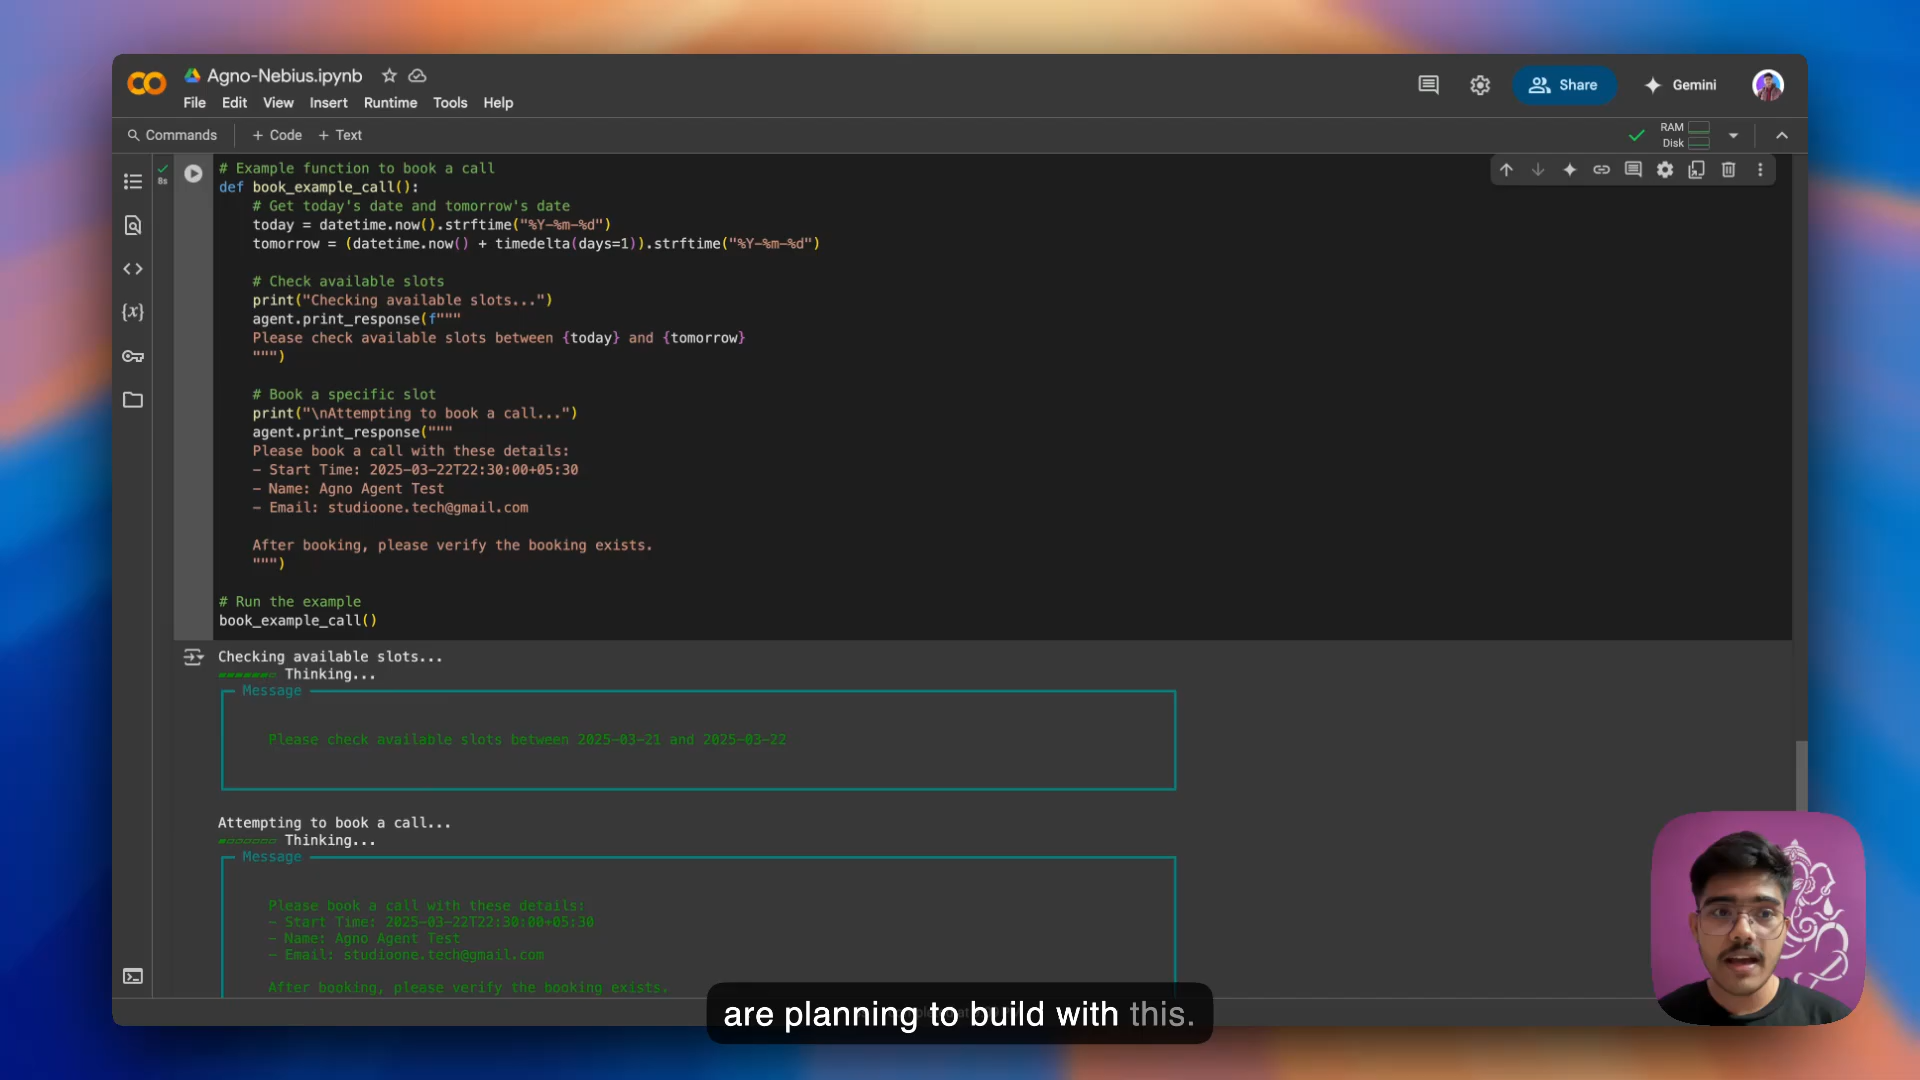 Agno-Nebius.ipynb
File Edit View Insert Runtime Tools Help
Share
Gemini
Commands
+ Code + Text
RAM
Disk
8s
# Example function to book a call
def book_example_call():
# Get today's date and tomorrow's date
today = datetime.now().strftime("%Y-%m-%d")
tomorrow = (datetime.now() + timedelta(days=1)).strftime("%Y-%m-%d")
# Check available slots
print("Checking available slots...")
agent.print_response(f"""
Please check available slots between {today} and {tomorrow}
""")
# Book a specific slot
print("\nAttempting to book a call...")
agent.print_response("""
Please book a call with these details:
- Start Time: 2025-03-22T22:30:00+05:30
- Name: Agno Agent Test
- Email: studioone.tech@gmail.com
After booking, please verify the booking exists.
""")
# Run the example
book_example_call()
Checking available slots...
Thinking...
Message
Please check available slots between 2025-03-21 and 2025-03-22
Attempting to book a call...
Thinking...
Message
Please book a call with these details:
- Start Time: 2025-03-22T22:30:00+05:30
- Name: Agno Agent Test
- Email: studioone.tech@gmail.com
After booking, please verify the booking exists.
are planning to build with this.